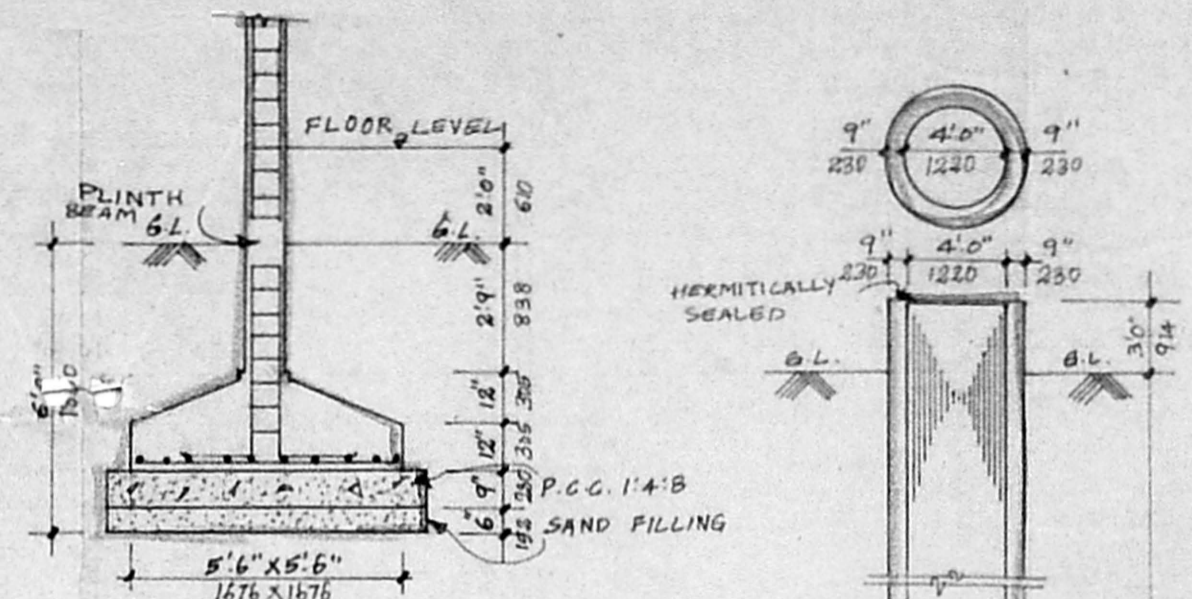 FLOOR LEVEL
PLINTH
BEAM
G.L.
G.L.
2'0"
610
2'9"
838
12"
305
12"
305
9"
230
6"
152
P.C.C. 1:4:8
SAND FILLING
5'6" X 5'6"
1676 X 1676
9"
4'0"
9"
230
1220
230
9"
4'0"
9"
230
1220
230
HERMITICALLY
SEALED
G.L.
G.L.
3'0"
914